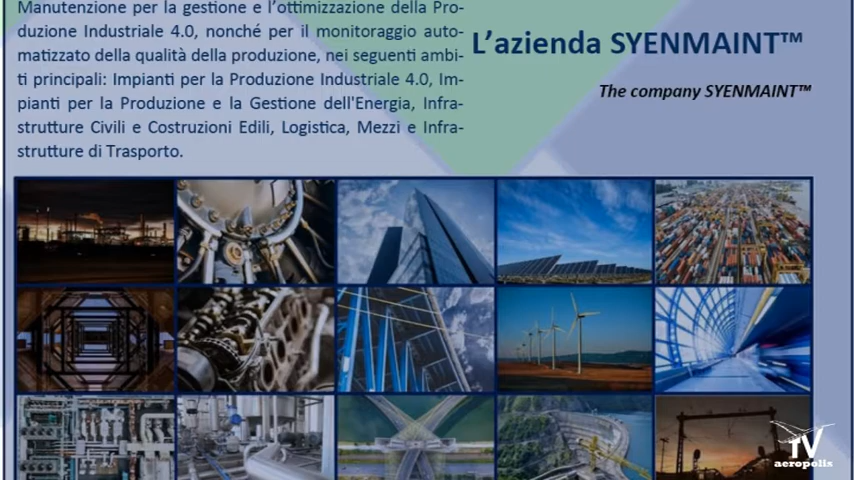 Manutenzione per la gestione e l'ottimizzazione della Pro-
duzione Industriale 4.0, nonché per il monitoraggio auto-
matizzato della qualità della produzione, nei seguenti ambi-
ti principali: Impianti per la Produzione Industriale 4.0, Im-
pianti per la Produzione e la Gestione dell'Energia, Infra-
strutture Civili e Costruzioni Edili, Logistica, Mezzi e Infra-
strutture di Trasporto.
L'azienda SYENMAINT™
The company SYENMAINT™
TV
aeropolis